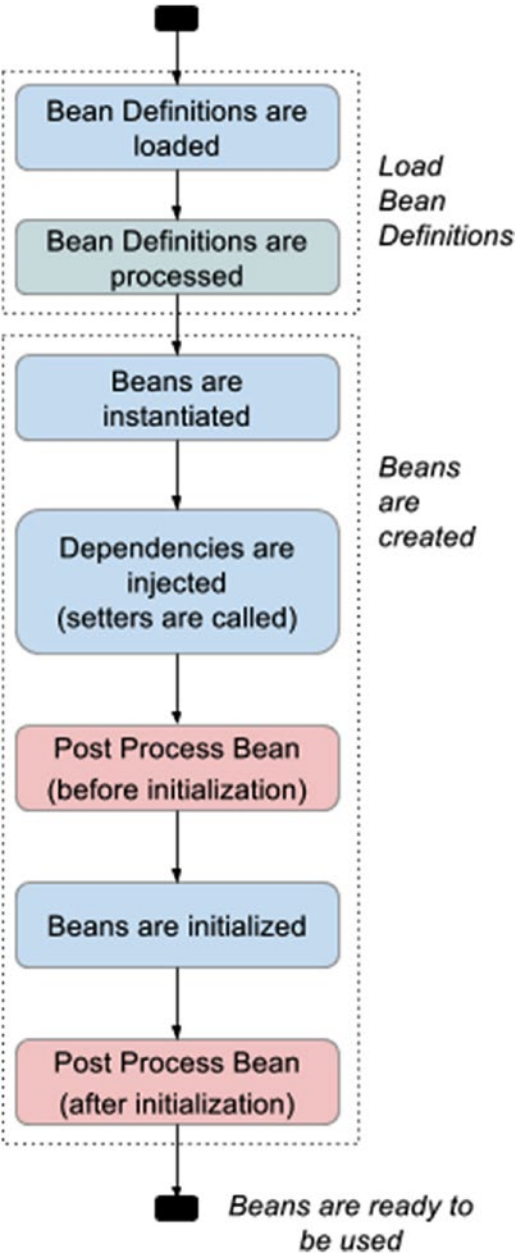 Bean Definitions are
loaded
Load
Bean
Definitions
Bean Definitions are
processed
Beans are
instantiated
Beans
are
created
Dependencies are
injected
(setters are called)
Post Process Bean
(before initialization)
Beans are initialized
Post Process Bean
(after initialization)
Beans are ready to
be used